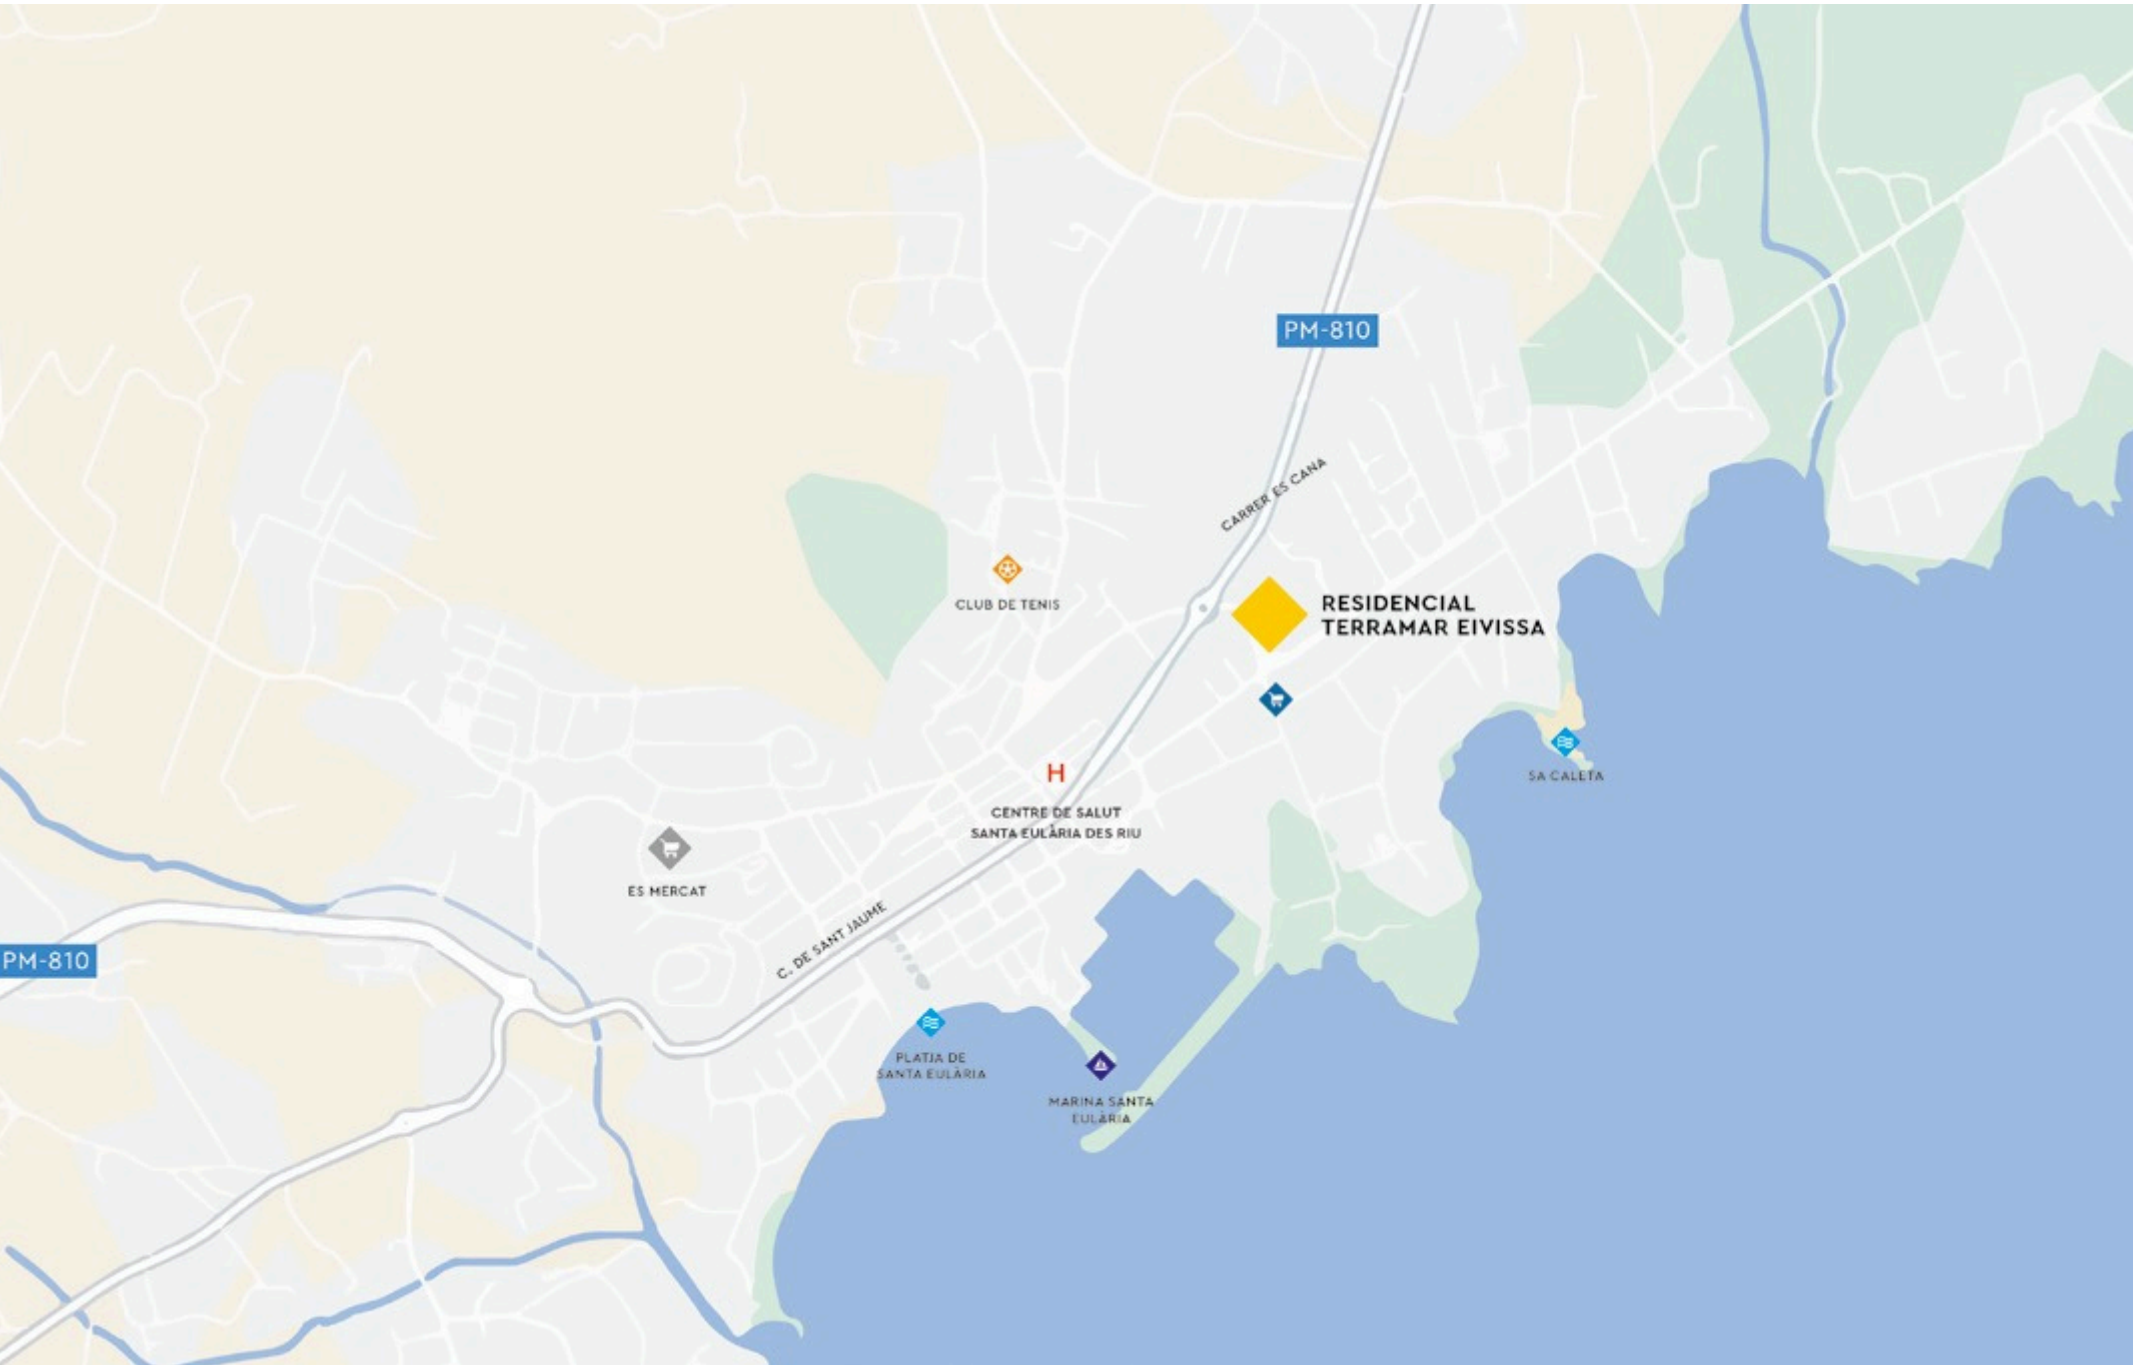 PM-810
CARRER ES CANA
CLUB DE TENIS
RESIDENCIAL
TERRAMAR EIVISSA
SA CALETA
H
CENTRE DE SALUT
SANTA EULÀRIA DES RIU
ES MERCAT
C. DE SANT JAUME
PM-810
PLATJA DE
SANTA EULÀRIA
MARINA SANTA
EULÀRIA